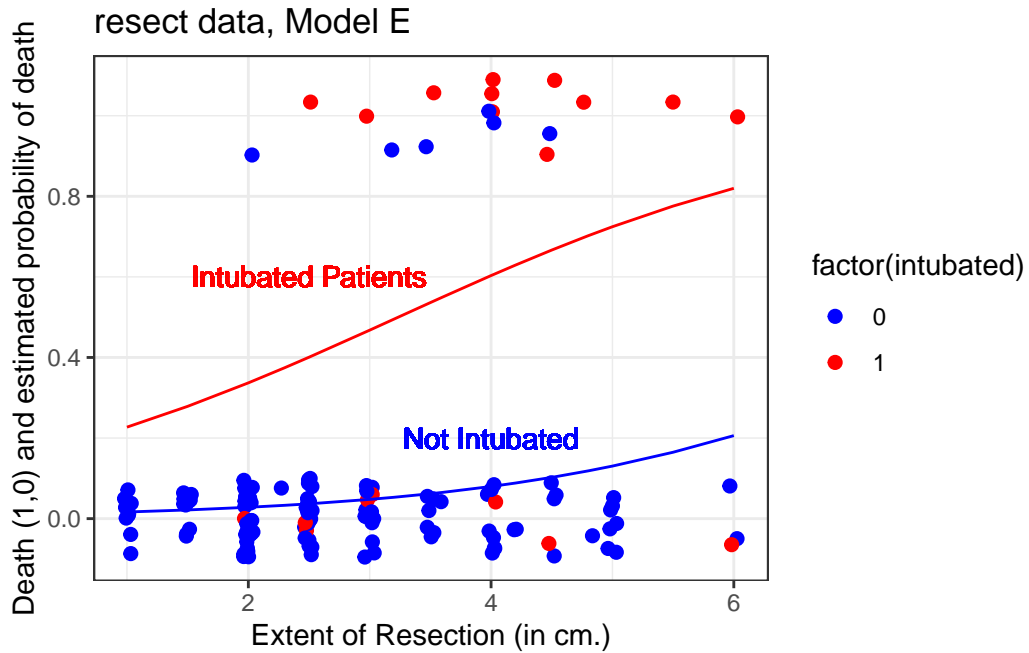 resect data, Model E
Death (1,0) and estimated probability of death
0.8
0.4
0.0
Intubated Patients
Not Intubated
2
4
6
Extent of Resection (in cm.)
factor(intubated)
0
1